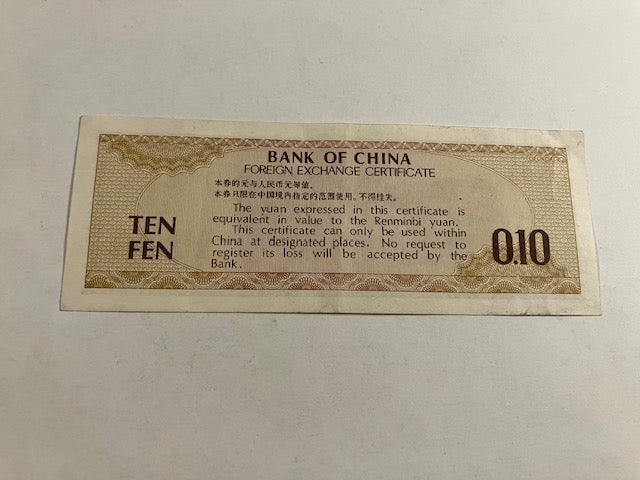 BANK OF CHINA
FOREIGN EXCHANGE CERTIFICATE
本券的元与人民币元等值。
本券只限在中国境内指定的范围使用，不得挂失。
The yuan expressed in this certificate is
equivalent in value to the Renminbi yuan.
This certificate can only be used within
China at designated places. No request to
register its loss will be accepted by the
Bank.
TEN
FEN
0.10